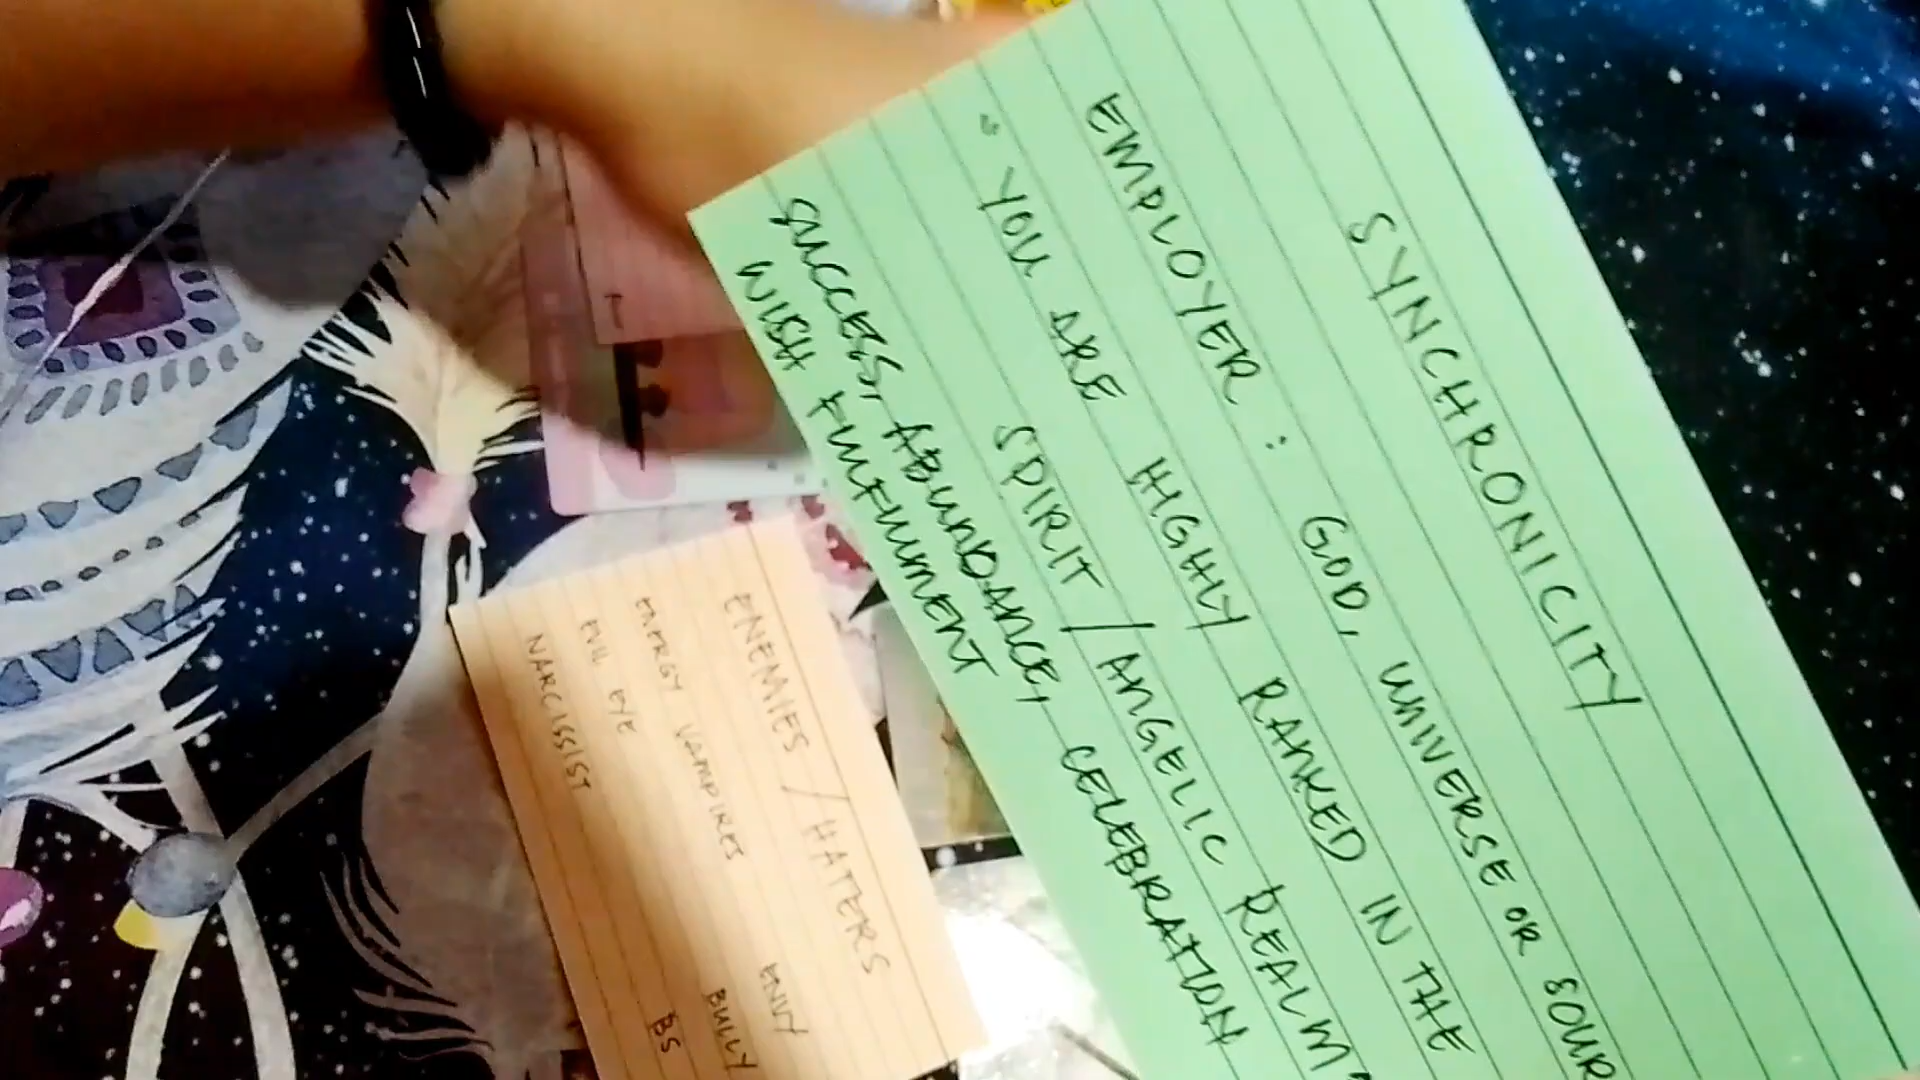 SYNCHRONICITY
EMPLOYER : GOD, UNIVERSE OR SOUR
" YOU ARE HIGHLY RANKED IN THE
SPIRIT / ANGELIC REALM"
SUCCESS, ABUNDANCE, CELEBRATION
WISH FULFILLMENT
ENEMIES / HATERS
ENERGY VAMPIRES ENVY
EVIL EYE BULLY
NARCISSIST BS